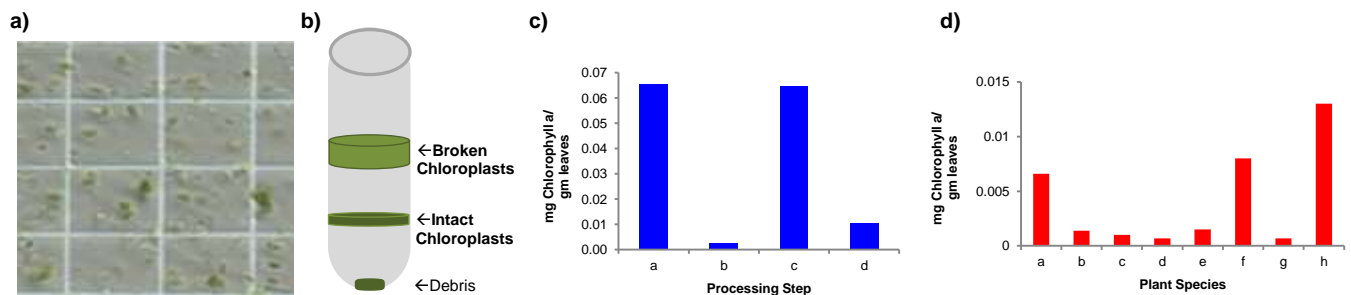 a)
b)
←Broken
Chloroplasts
←Intact
Chloroplasts
←Debris
c)
mg Chlorophyll a/
gm leaves
0.07
0.06
0.05
0.04
0.03
0.02
0.01
0.00
a b c d
Processing Step
d)
mg Chlorophyll a/
gm leaves
0.015
0.01
0.005
0
a b c d e f g h
Plant Species